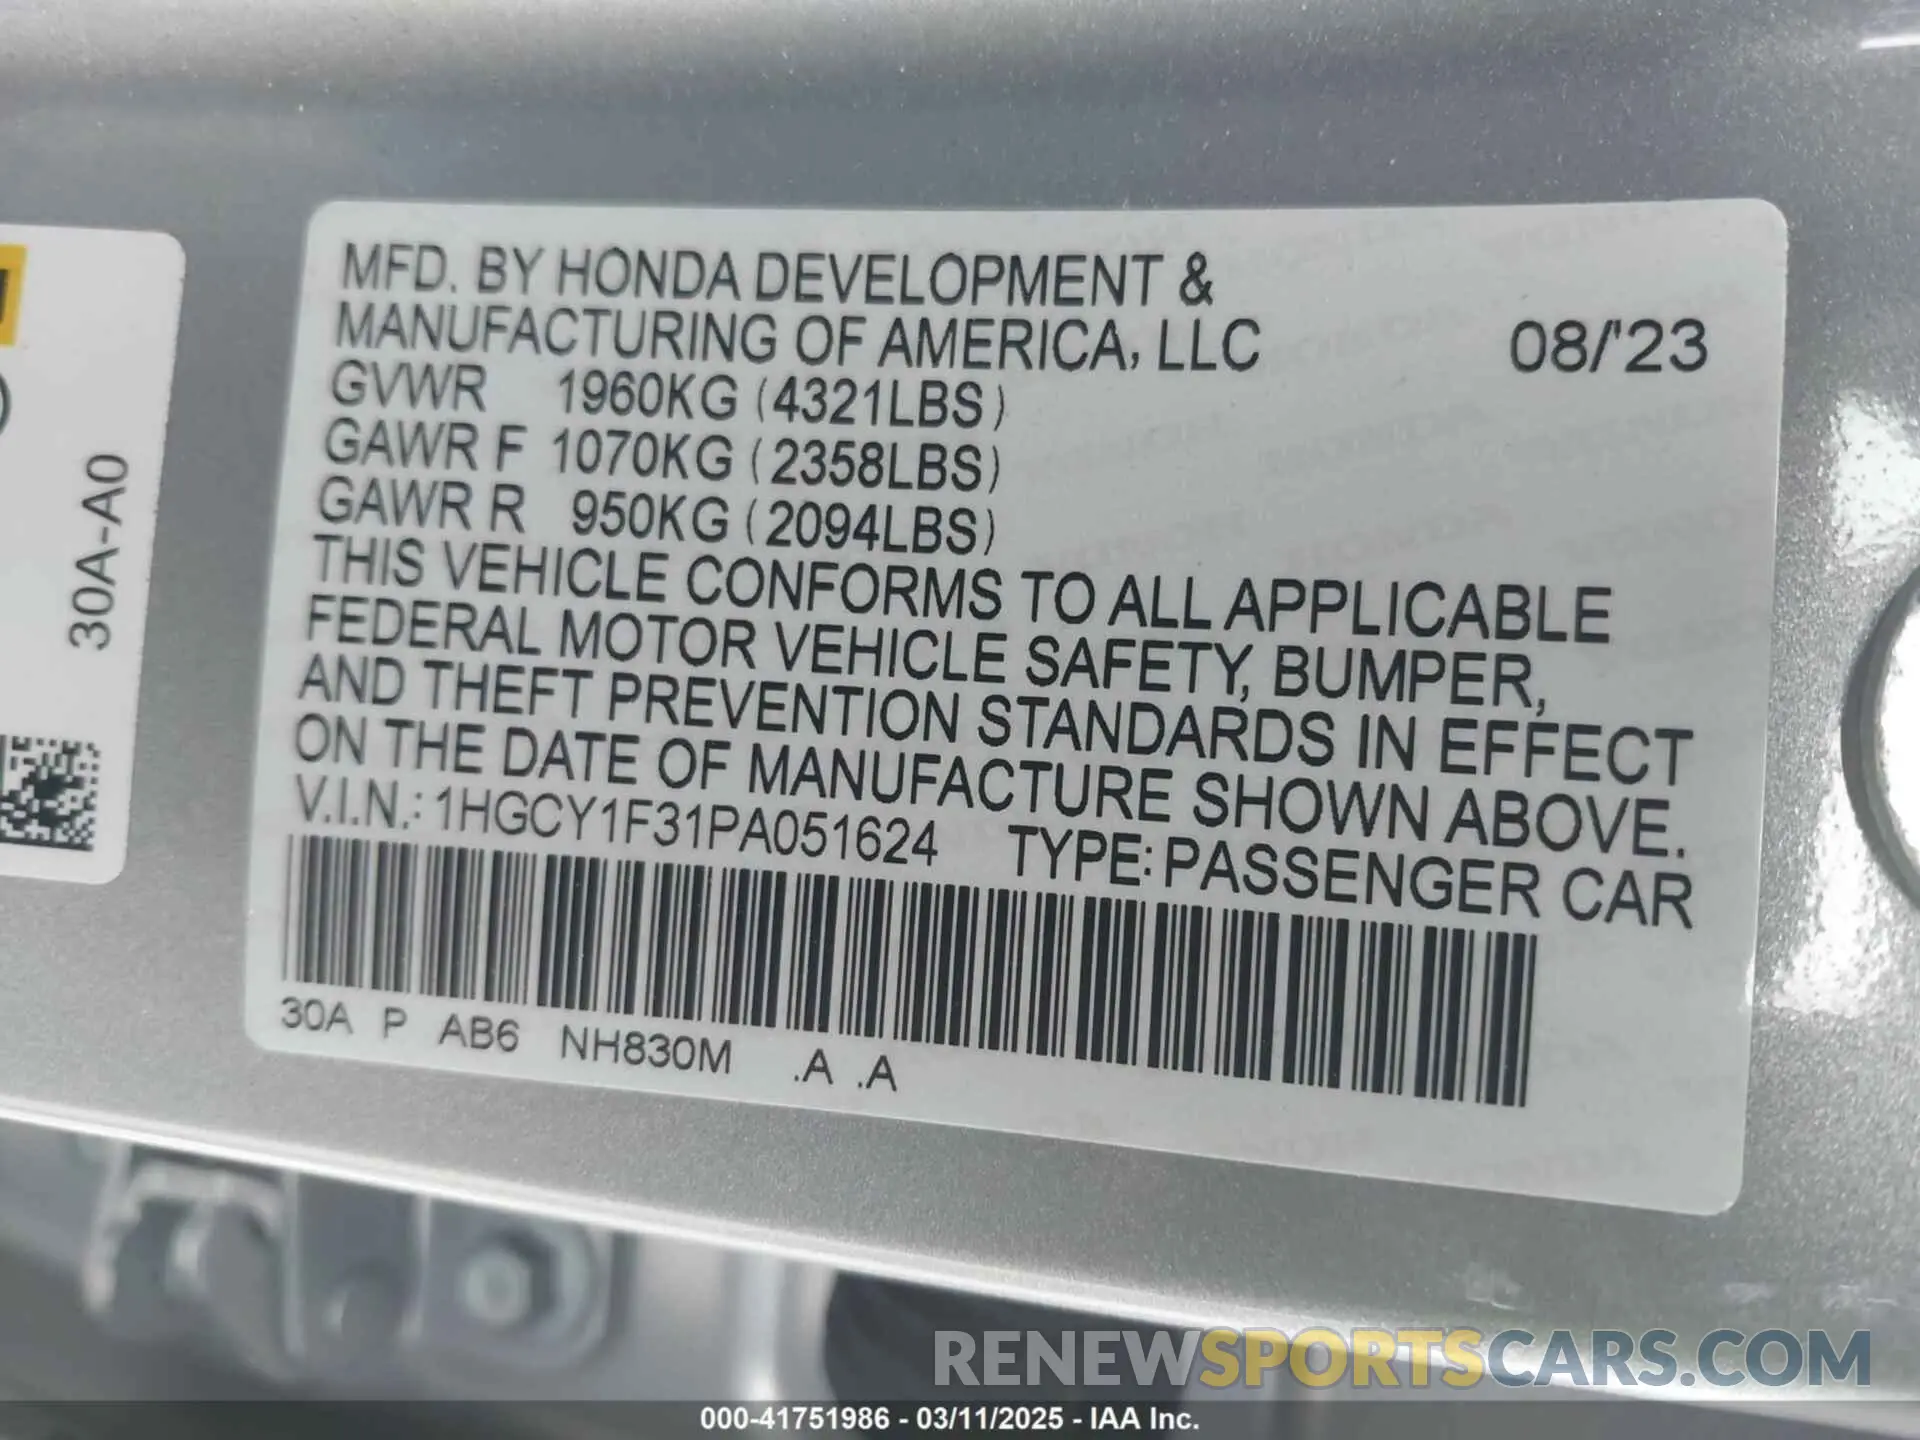 MFD. BY HONDA DEVELOPMENT &
MANUFACTURING OF AMERICA, LLC 08/'23
GVWR 1960KG (4321LBS)
GAWR F 1070KG (2358LBS)
GAWR R 950KG (2094LBS)
THIS VEHICLE CONFORMS TO ALL APPLICABLE
FEDERAL MOTOR VEHICLE SAFETY, BUMPER,
AND THEFT PREVENTION STANDARDS IN EFFECT
ON THE DATE OF MANUFACTURE SHOWN ABOVE.
V.I.N.: 1HGCY1F31PA051624 TYPE: PASSENGER CAR
30A P AB6 NH830M .A .A
30A-A0
RENEWSPORTSCARS.COM
000-41751986 - 03/11/2025 - IAA Inc.